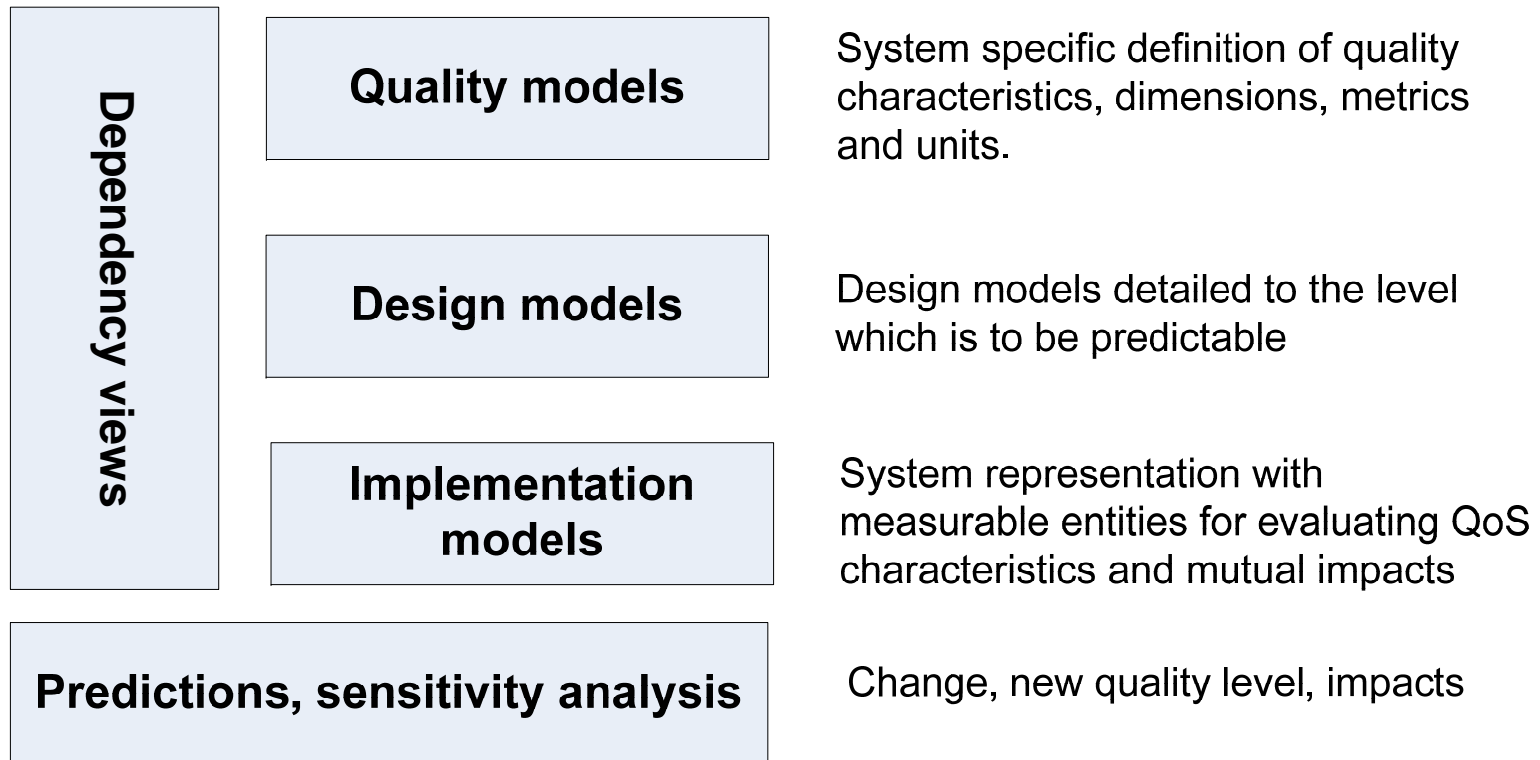 Dependency views
Quality models
System specific definition of quality
characteristics, dimensions, metrics
and units.
Design models
Design models detailed to the level
which is to be predictable
Implementation
models
System representation with
measurable entities for evaluating QoS
characteristics and mutual impacts
Predictions, sensitivity analysis
Change, new quality level, impacts